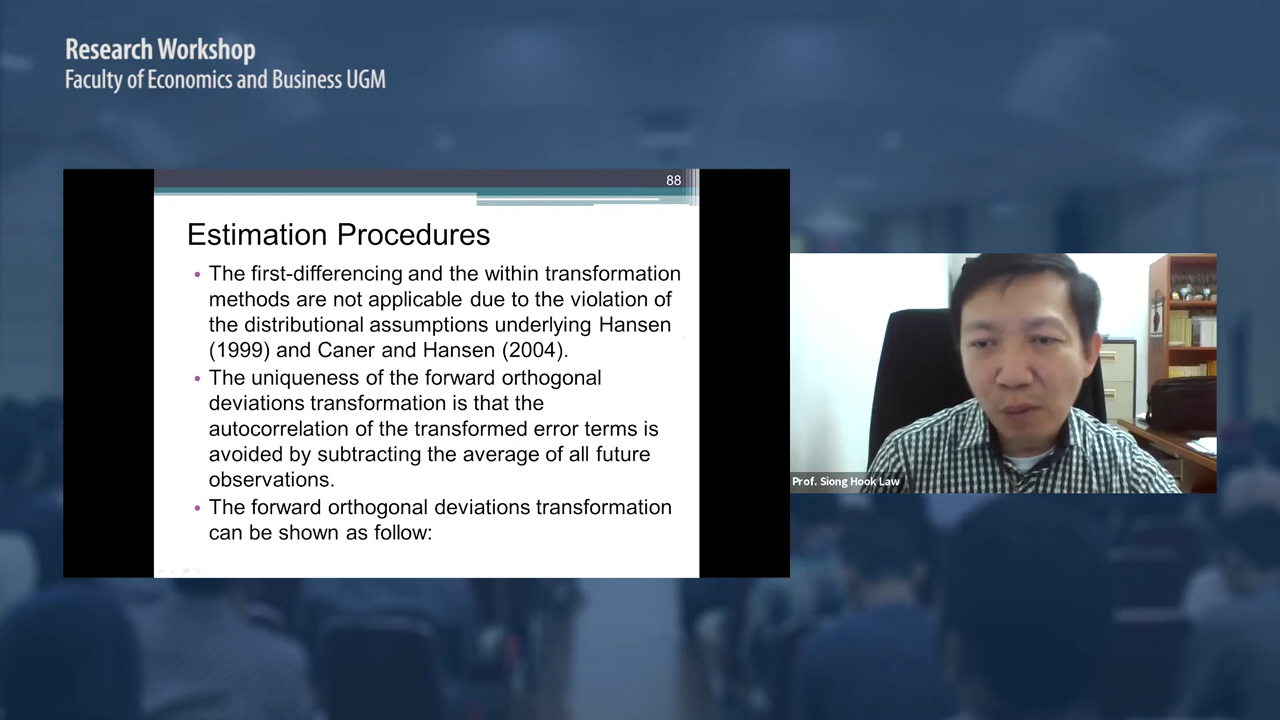 Research Workshop
Faculty of Economics and Business UGM
88
Estimation Procedures
• The first-differencing and the within transformation
methods are not applicable due to the violation of
the distributional assumptions underlying Hansen
(1999) and Caner and Hansen (2004).
• The uniqueness of the forward orthogonal
deviations transformation is that the
autocorrelation of the transformed error terms is
avoided by subtracting the average of all future
observations.
• The forward orthogonal deviations transformation
can be shown as follow:
Prof. Siong Hook Law